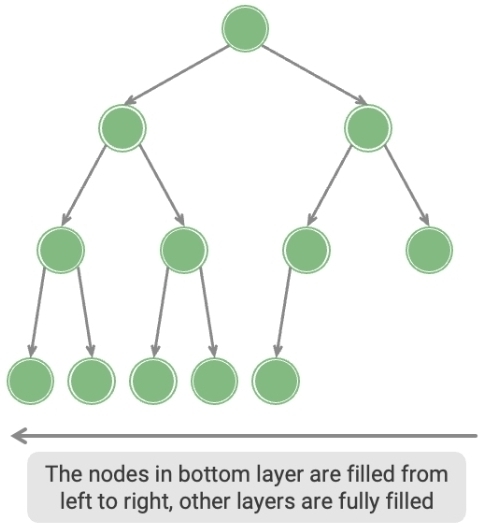 The nodes in bottom layer are filled from
left to right, other layers are fully filled